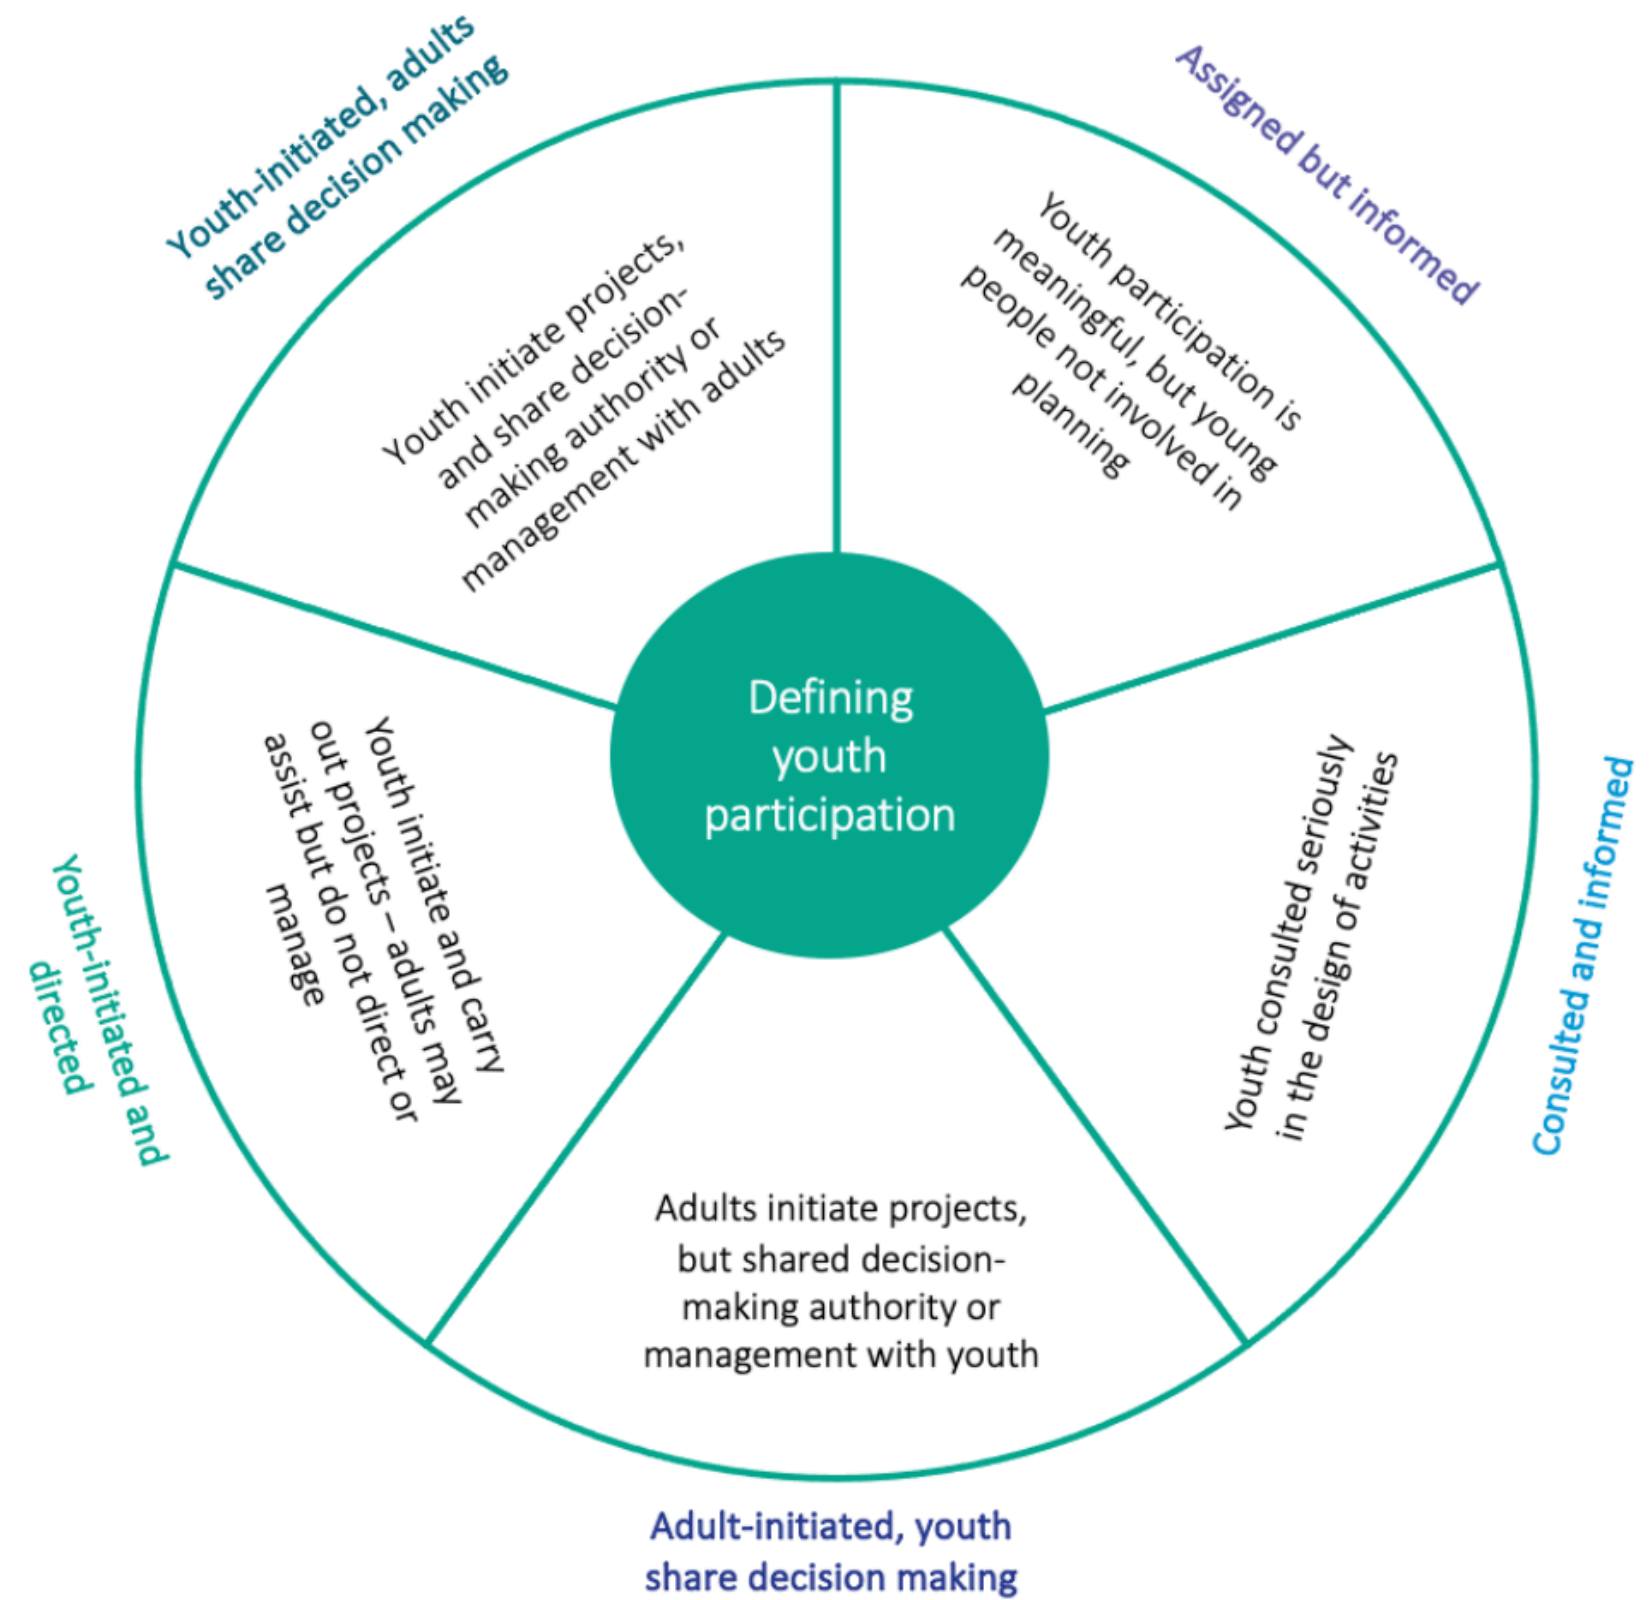 Youth-initiated, adults
share decision making
Youth initiate projects,
and share decision-
making authority or
management with adults
Assigned but informed
Youth participation is
meaningful, but young
people not involved in
planning
Defining
youth
participation
Youth-initiated and
directed
Youth initiate and carry
out projects – adults may
assist but do not direct or
manage
Consulted and informed
Youth consulted seriously
in the design of activities
Adults initiate projects,
but shared decision-
making authority or
management with youth
Adult-initiated, youth
share decision making